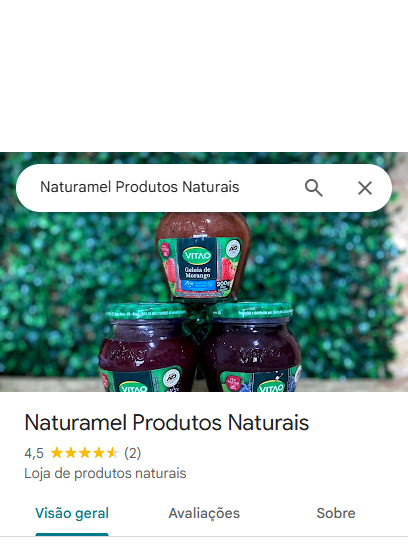 Naturamel Produtos Naturais
VITAO
Geleia de
Morango
200g
VITAO
VITAO
Naturamel Produtos Naturais
4,5 (2)
Loja de produtos naturais
Visão geral
Avaliações
Sobre